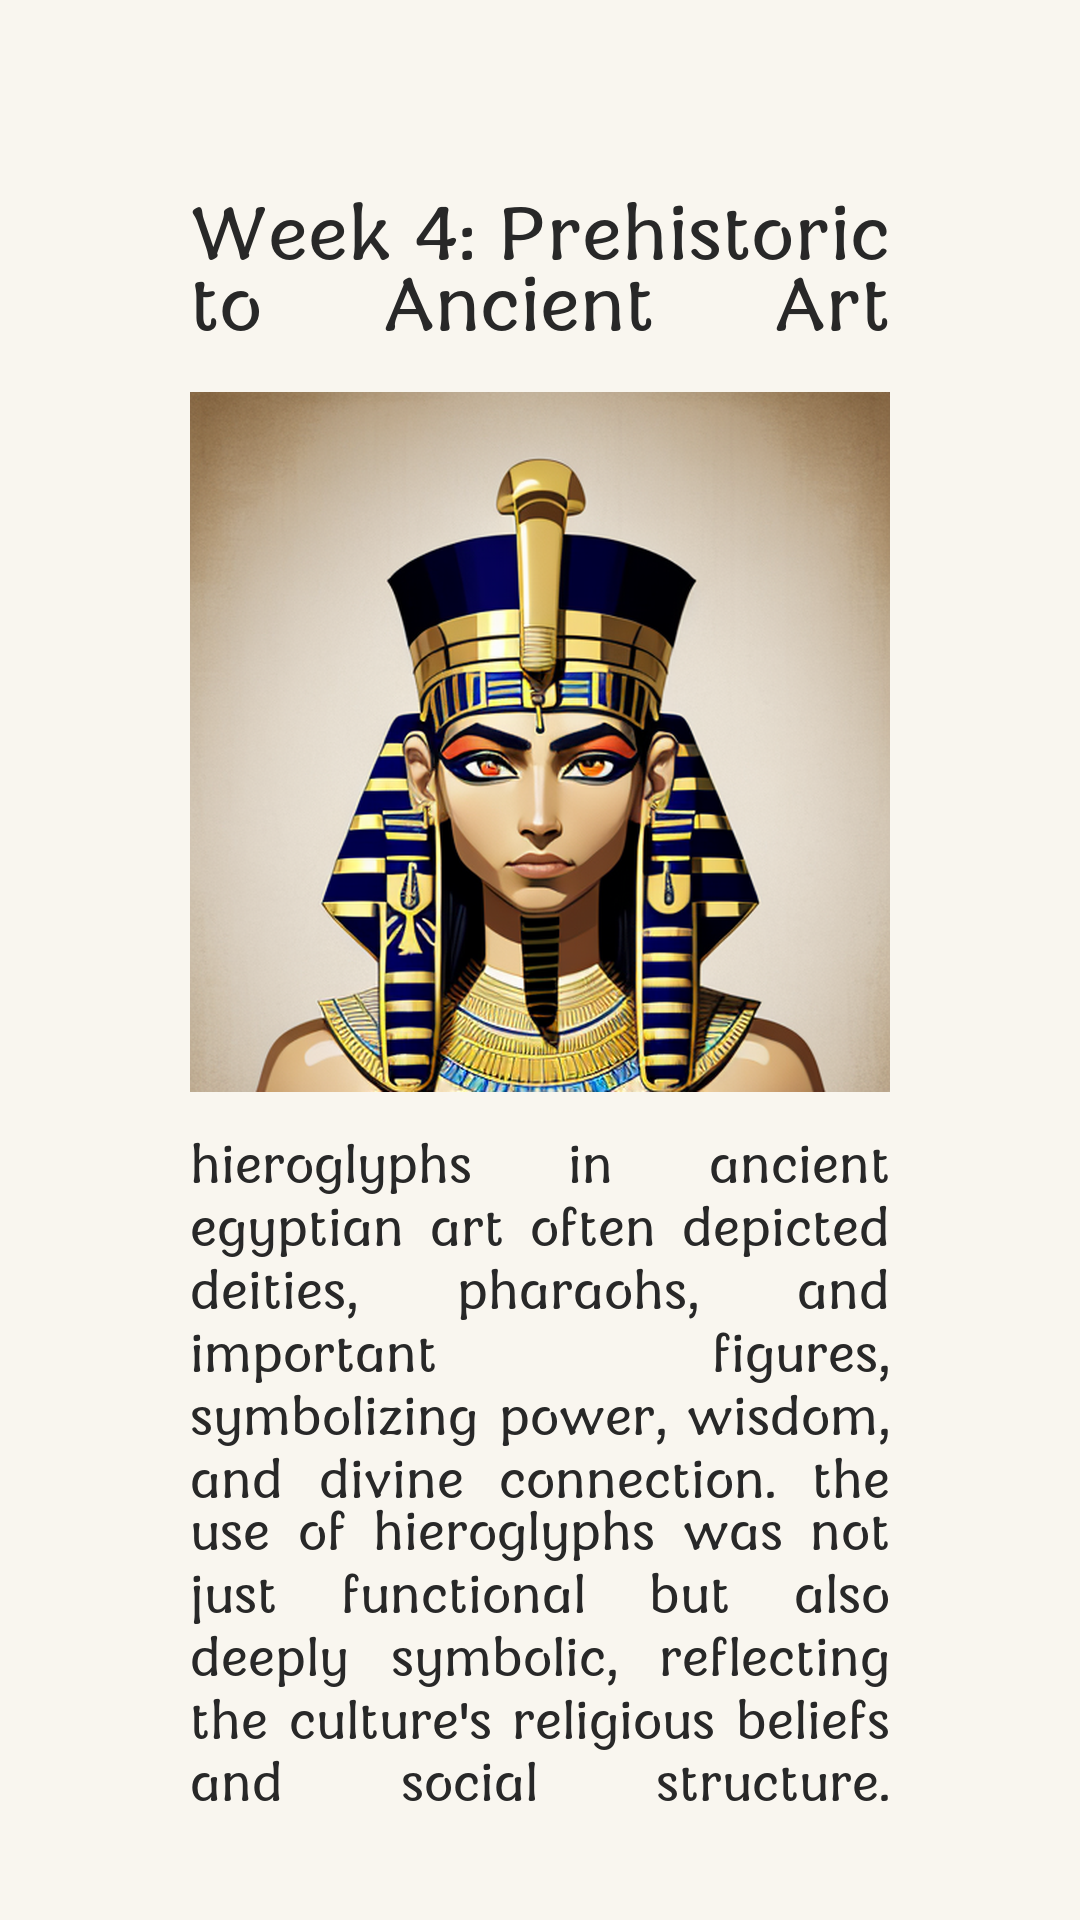 Week 4: Prehistoric
to Ancient Art
hieroglyphs in ancient
egyptian art often depicted
deities, pharaohs, and
important figures,
symbolizing power, wisdom,
and divine connection. the
use of hieroglyphs was not
just functional but also
deeply symbolic, reflecting
the culture's religious beliefs
and social structure.